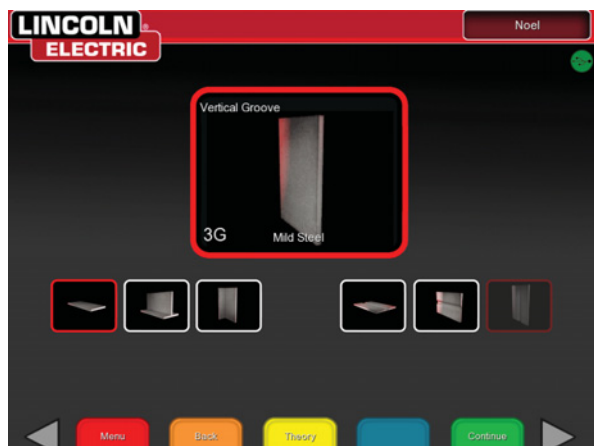 LINCOLN
ELECTRIC
Noel
Vertical Groove
3G
Mild Steel
Menu
Back
Theory
Continue